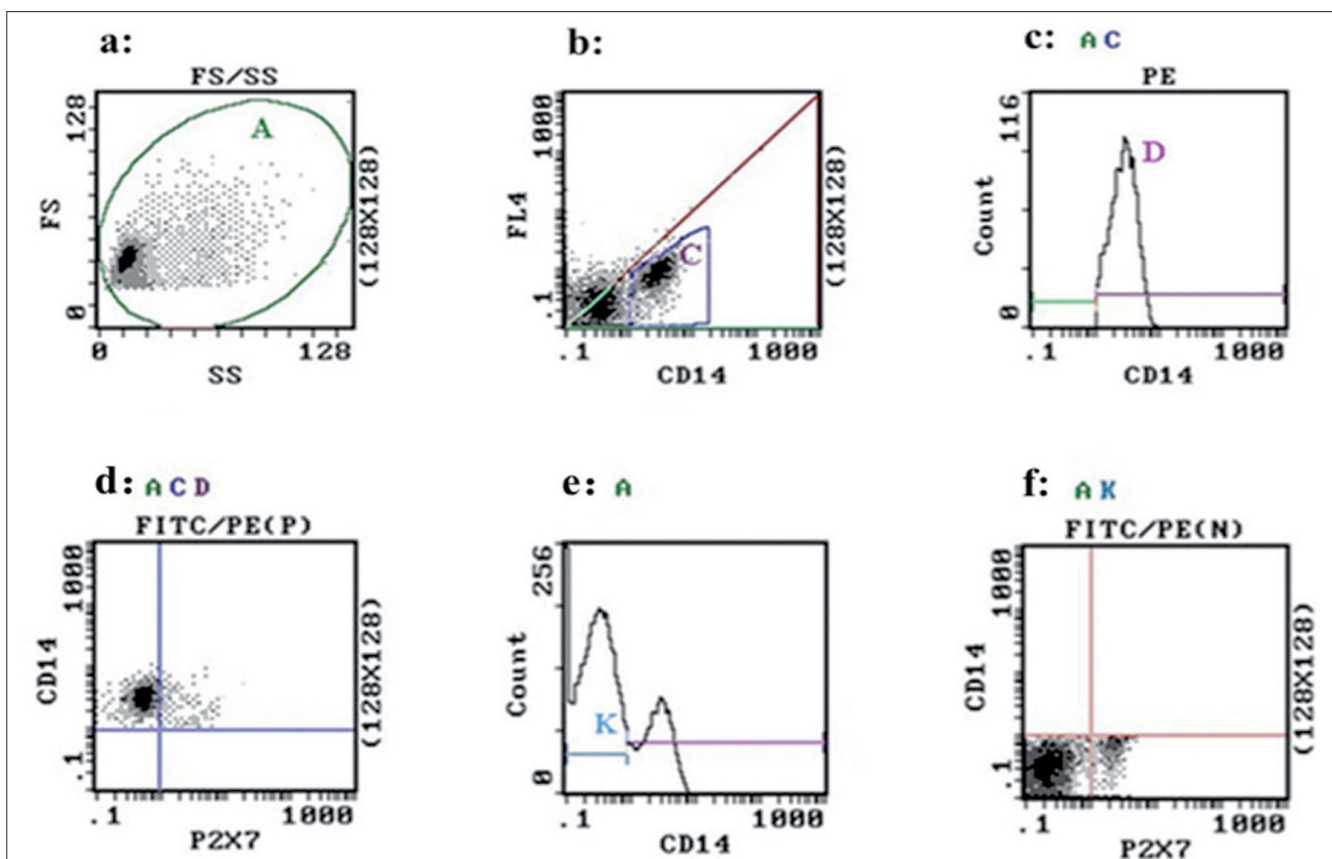 a:
FS/SS
A
128
FS
0
0 128
SS
(128X128)
b:
1000
FL4
.1
C
.1 1000
CD14
(128X128)
c: A C
PE
116
Count
0
D
.1 1000
CD14
d: A C D
FITC/PE(P)
1000
CD14
.1
.1 1000
P2X7
(128X128)
e: A
256
Count
0
K
.1 1000
CD14
f: A K
FITC/PE(N)
1000
CD14
.1
.1 1000
P2X7
(128X128)